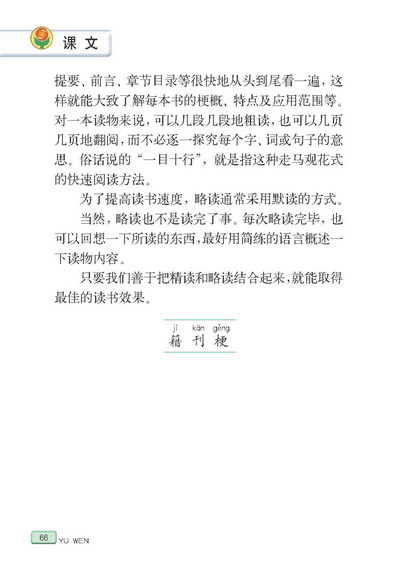 课文
提要、前言、章节目录等很快地从头到尾看一遍，这
样就能大致了解每本书的梗概、特点及应用范围等。
对一本读物来说，可以几段几段地粗读，也可以几页
几页地翻阅，而不必逐一探究每个字、词或句子的意
思。俗话说的“一目十行”，就是指这种走马观花式
的快速阅读方法。
为了提高读书速度，略读通常采用默读的方式。
当然，略读也不是读完了事。每次略读完毕，也
可以回想一下所读的东西，最好用简练的语言概述一
下读物内容。
只要我们善于把精读和略读结合起来，就能取得
最佳的读书效果。
jí kān gěng
籍 刊 梗
66 YU WEN